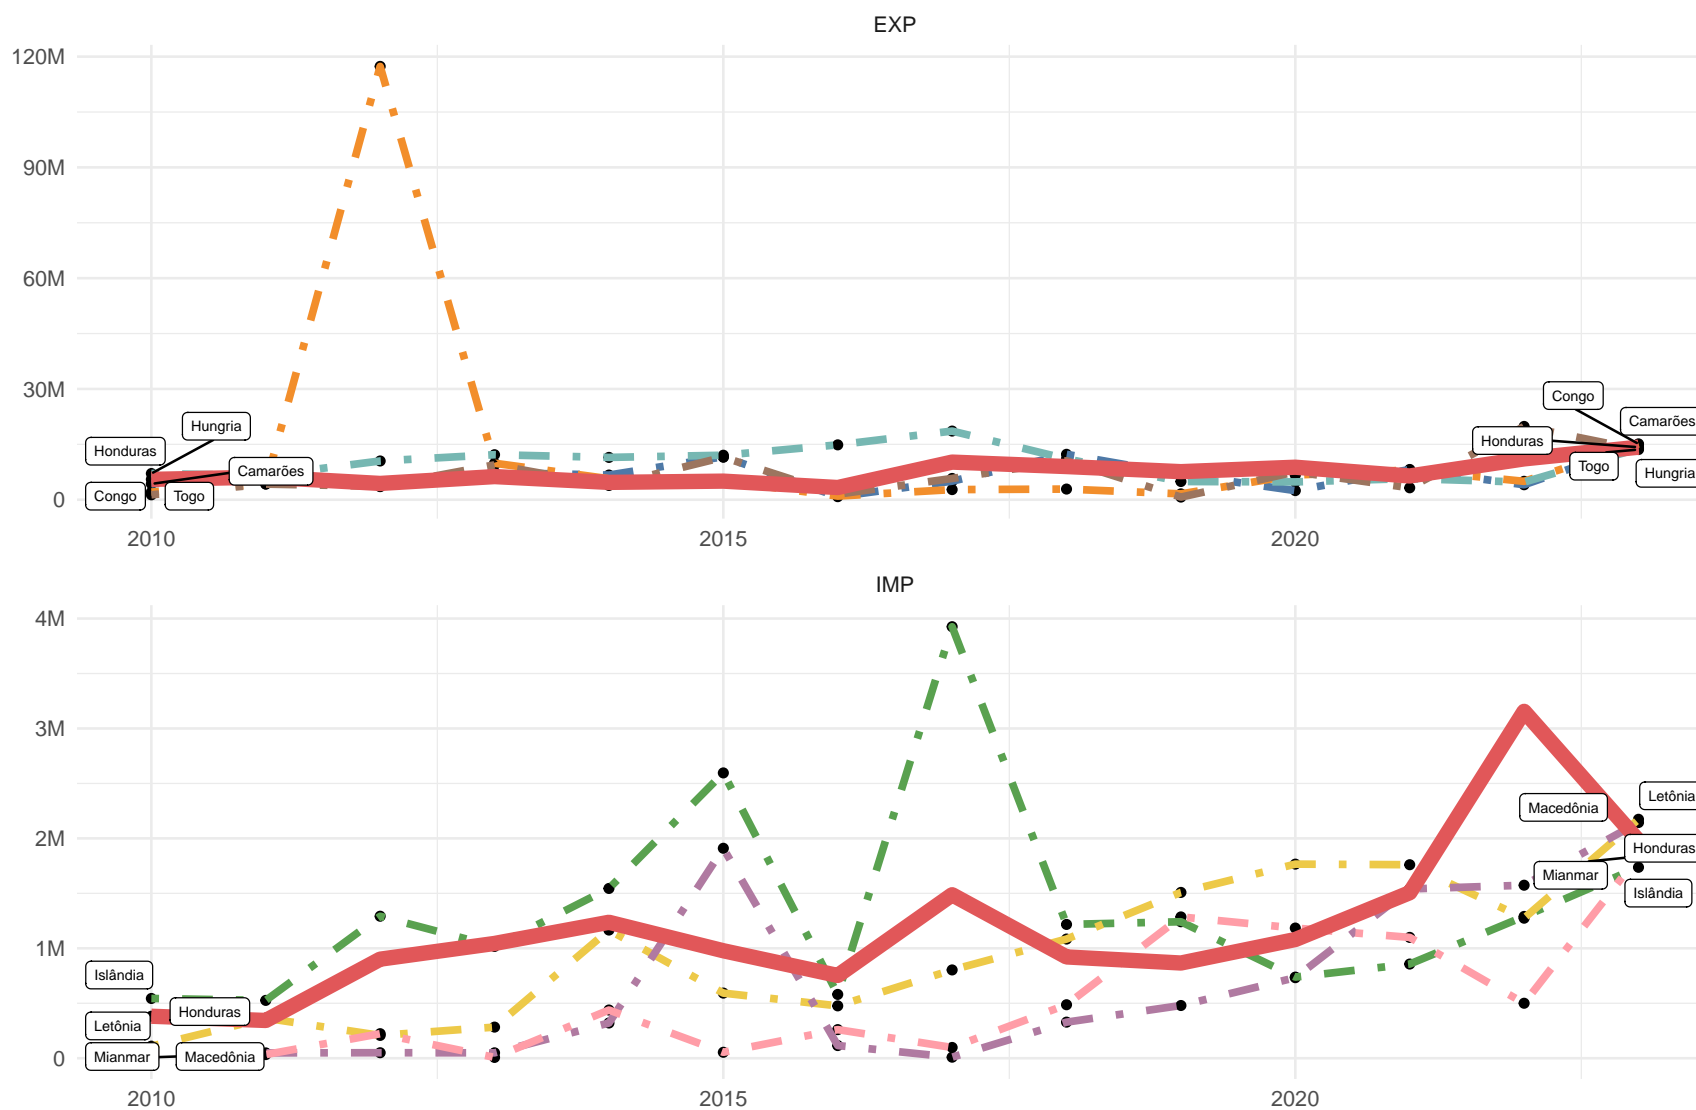 EXP
120M
90M
60M
30M
0
Congo
Camarões
Hungria
Honduras
Honduras
Togo
Hungria
Camarões
Congo
Togo
2010
2015
2020
IMP
4M
3M
2M
1M
0
Letônia
Macedônia
Honduras
Mianmar
Islândia
Islândia
Honduras
Letônia
Mianmar
Macedônia
2010
2015
2020